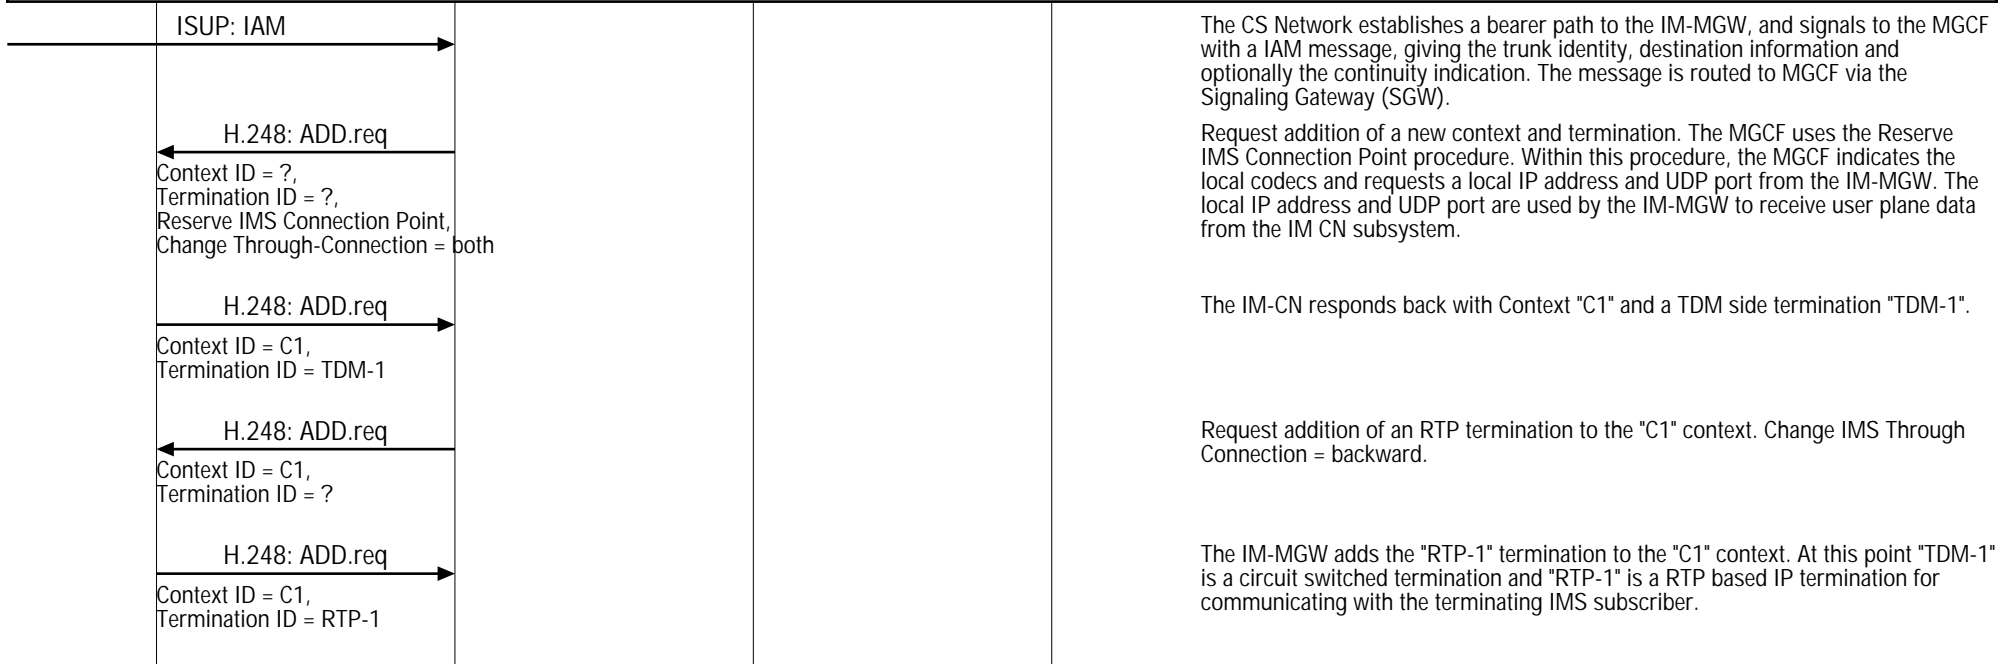 ISUP: IAM
The CS Network establishes a bearer path to the IM-MGW, and signals to the MGCF
with a IAM message, giving the trunk identity, destination information and
optionally the continuity indication. The message is routed to MGCF via the
Signaling Gateway (SGW).
H.248: ADD.req
Context ID = ?,
Termination ID = ?,
Reserve IMS Connection Point,
Change Through-Connection = both
Request addition of a new context and termination. The MGCF uses the Reserve
IMS Connection Point procedure. Within this procedure, the MGCF indicates the
local codecs and requests a local IP address and UDP port from the IM-MGW. The
local IP address and UDP port are used by the IM-MGW to receive user plane data
from the IM CN subsystem.
H.248: ADD.req
Context ID = C1,
Termination ID = TDM-1
The IM-CN responds back with Context "C1" and a TDM side termination "TDM-1".
H.248: ADD.req
Context ID = C1,
Termination ID = ?
Request addition of an RTP termination to the "C1" context. Change IMS Through
Connection = backward.
H.248: ADD.req
Context ID = C1,
Termination ID = RTP-1
The IM-MGW adds the "RTP-1" termination to the "C1" context. At this point "TDM-1"
is a circuit switched termination and "RTP-1" is a RTP based IP termination for
communicating with the terminating IMS subscriber.